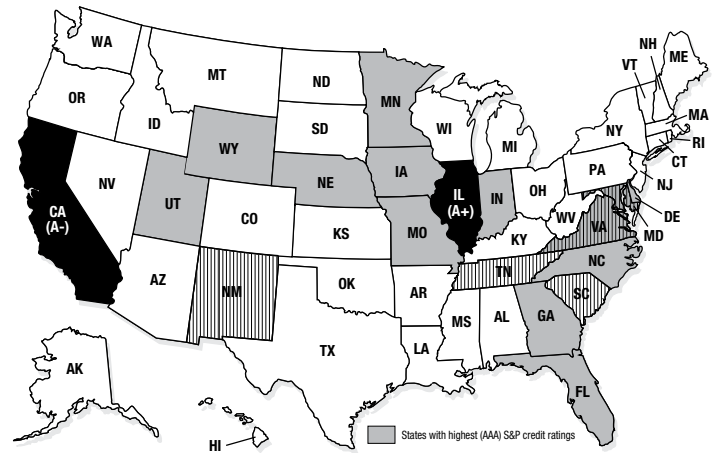 WA
MT
ND
MN
OR
ID
SD
WI
MI
NY
VT
NH
ME
MA
RI
CT
WY
NE
IA
PA
NJ
CA
(A-)
NV
UT
CO
KS
MO
IL
(A+)
IN
OH
WV
VA
DE
MD
KY
AZ
NM
OK
AR
TN
NC
SC
TX
LA
MS
AL
GA
FL
AK
HI
States with highest (AAA) S&P credit ratings